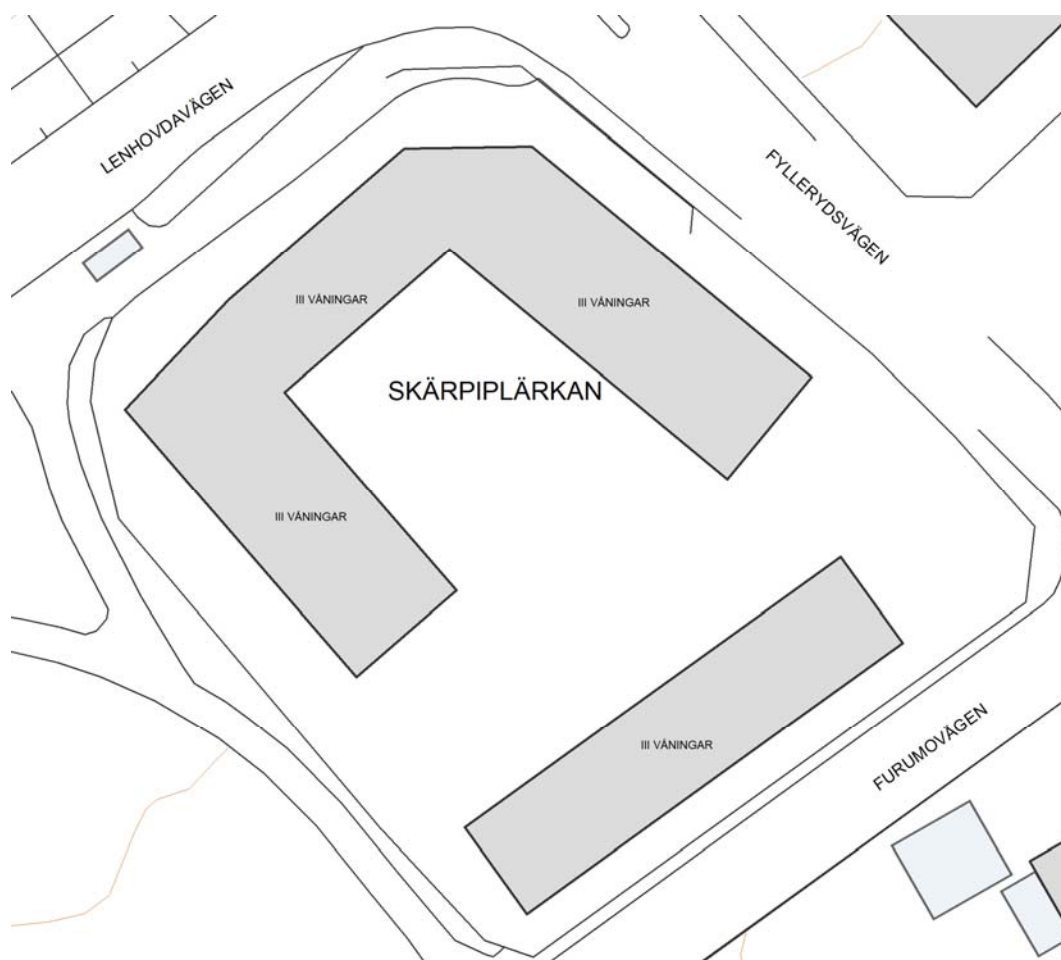 LENHOVDAVÄGEN
FYLLERYDSVÄGEN
III VÅNINGAR
III VÅNINGAR
SKÄRPIPLÄRKAN
III VÅNINGAR
III VÅNINGAR
FURUMOVÄGEN